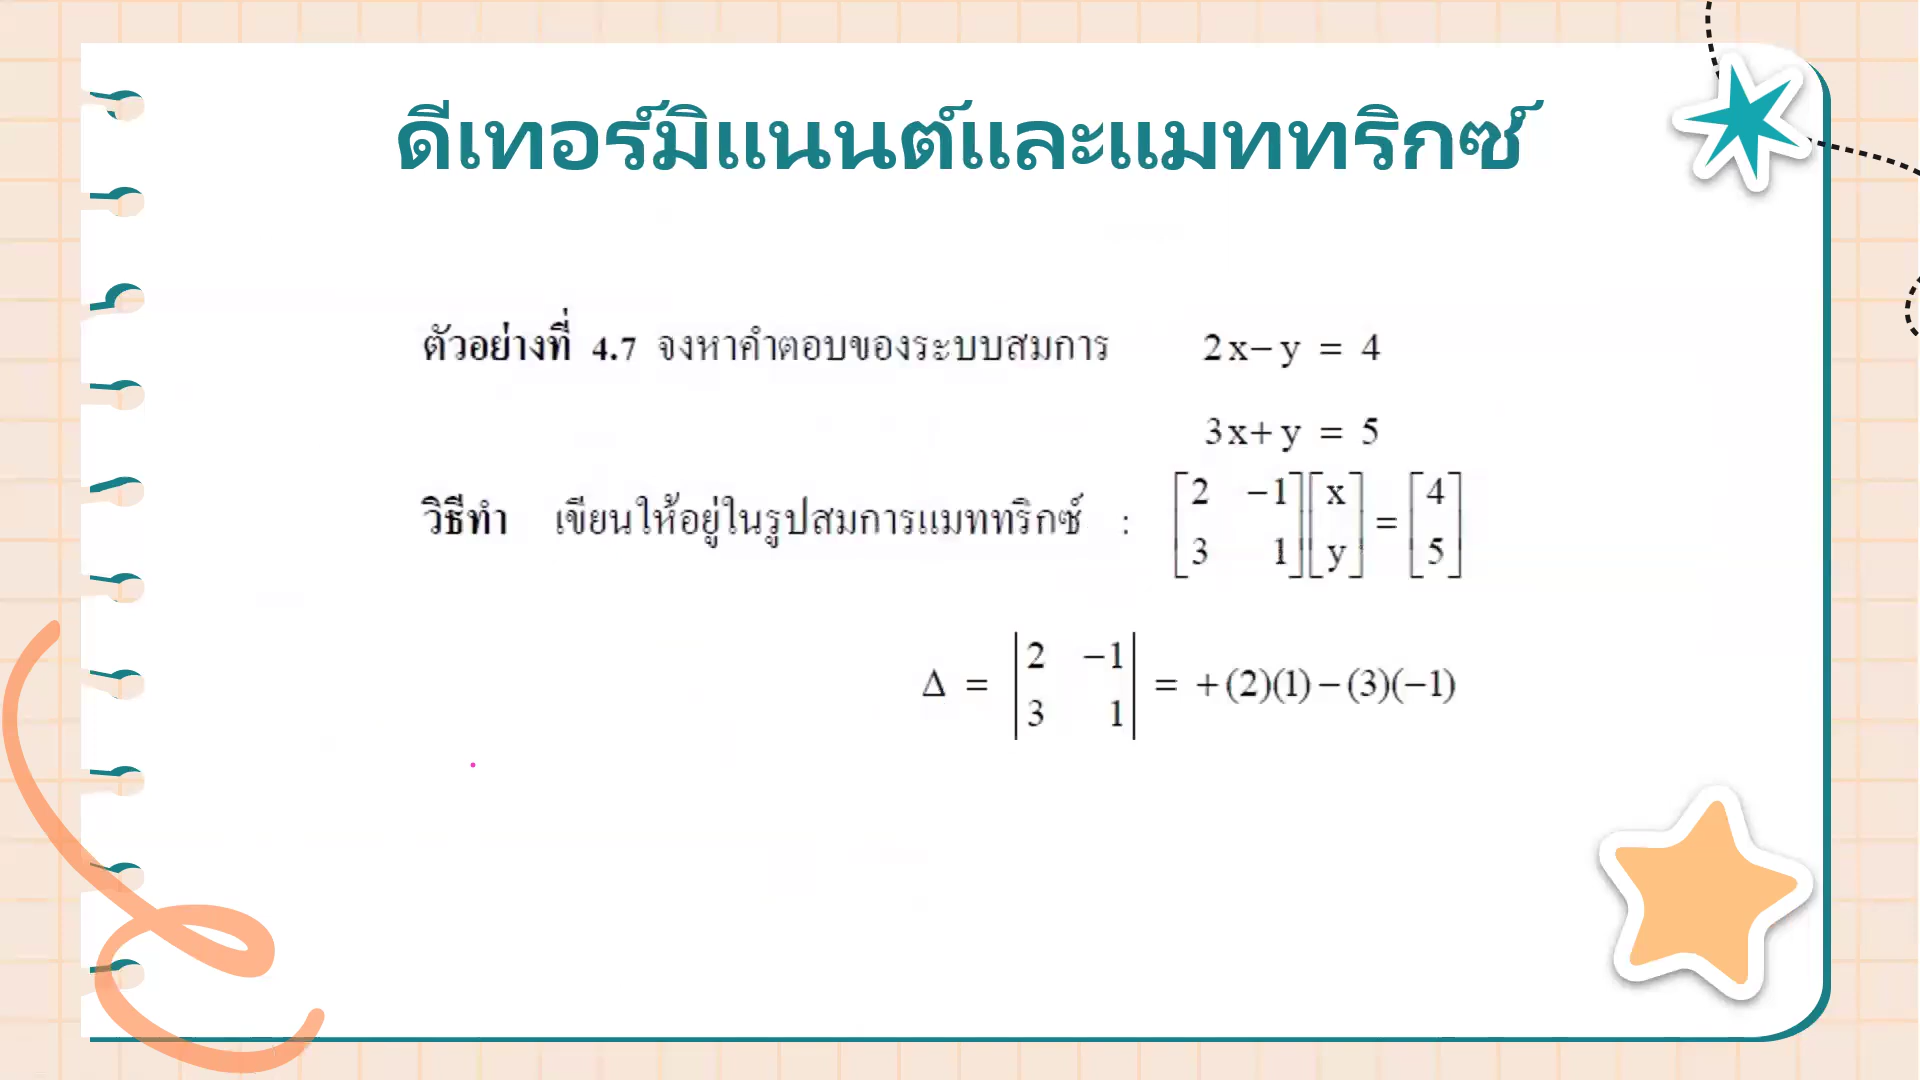 ดีเทอร์มิแนนต์และแมททริกซ์
ตัวอย่างที่ 4.7 จงหาคำตอบของระบบสมการ 2x− y = 4
3x+ y = 5
วิธีทำ เขียนให้อยู่ในรูปสมการแมททริกซ์ : [2 −1; 3 1][x; y] = [4; 5]
Δ = |2 −1; 3 1| = +(2)(1)−(3)(−1)